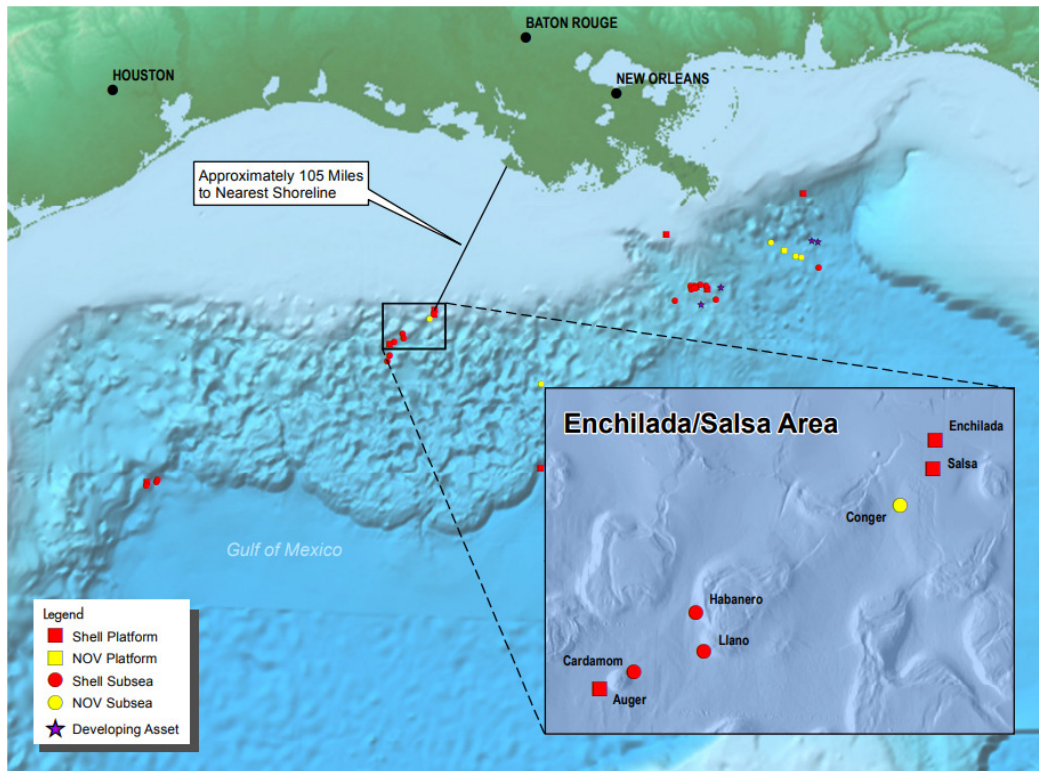 BATON ROUGE
HOUSTON
NEW ORLEANS
Approximately 105 Miles
to Nearest Shoreline
Enchilada/Salsa Area
Enchilada
Salsa
Conger
Habanero
Llano
Cardamom
Auger
Gulf of Mexico
Legend
Shell Platform
NOV Platform
Shell Subsea
NOV Subsea
Developing Asset